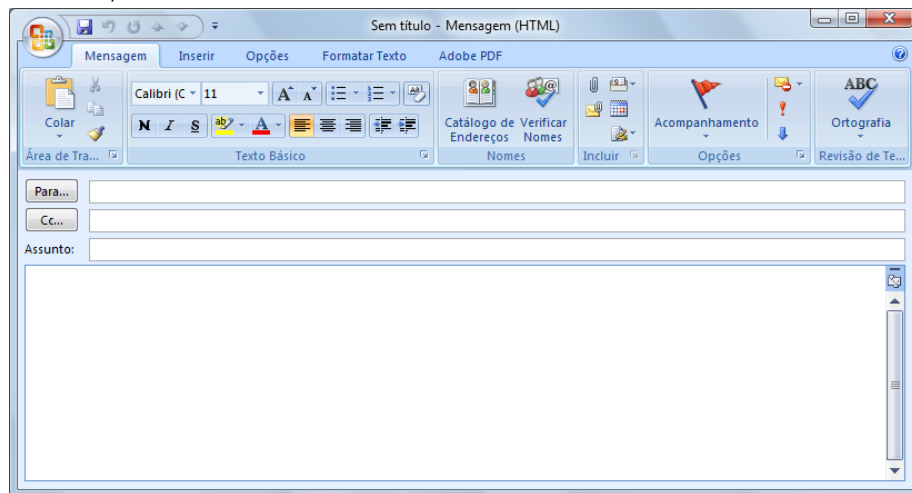 Sem título - Mensagem (HTML)
Mensagem Inserir Opções Formatar Texto Adobe PDF
Calibri (C 11
Colar
N I S ab A
Catálogo de Endereços
Verificar Nomes
Acompanhamento
ABC
Ortografia
Área de Tra... Texto Básico Nomes Incluir Opções Revisão de Te...
Para...
Cc...
Assunto: